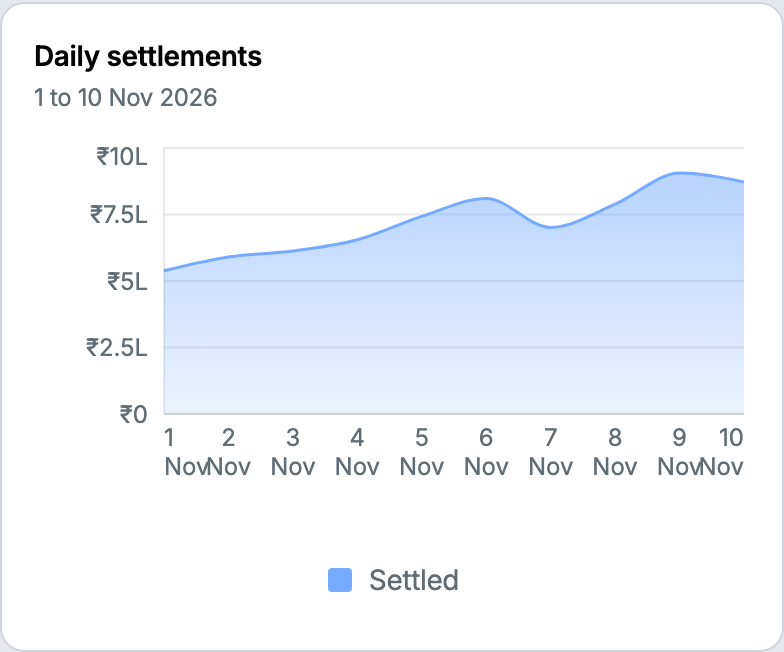 Daily settlements
1 to 10 Nov 2026
₹10L
₹7.5L
₹5L
₹2.5L
₹0
1 2 3 4 5 6 7 8 9 10
Nov Nov Nov Nov Nov Nov Nov Nov Nov Nov
Settled